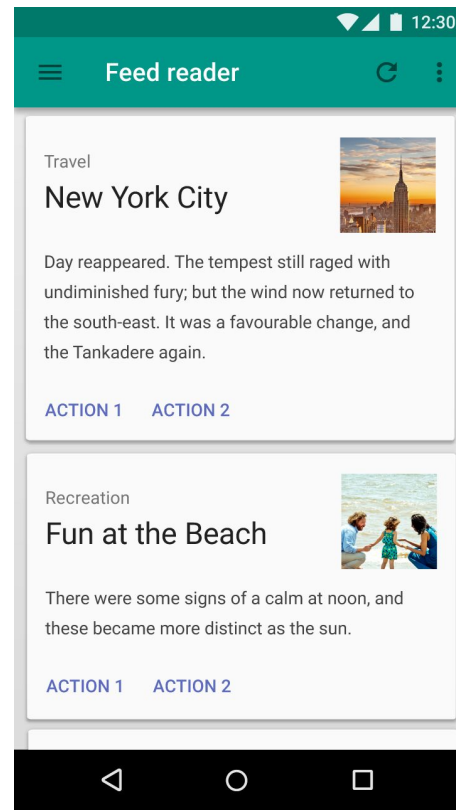 12:30
Feed reader
Travel
New York City
Day reappeared. The tempest still raged with
undiminished fury; but the wind now returned to
the south-east. It was a favourable change, and
the Tankadere again.
ACTION 1 ACTION 2
Recreation
Fun at the Beach
There were some signs of a calm at noon, and
these became more distinct as the sun.
ACTION 1 ACTION 2